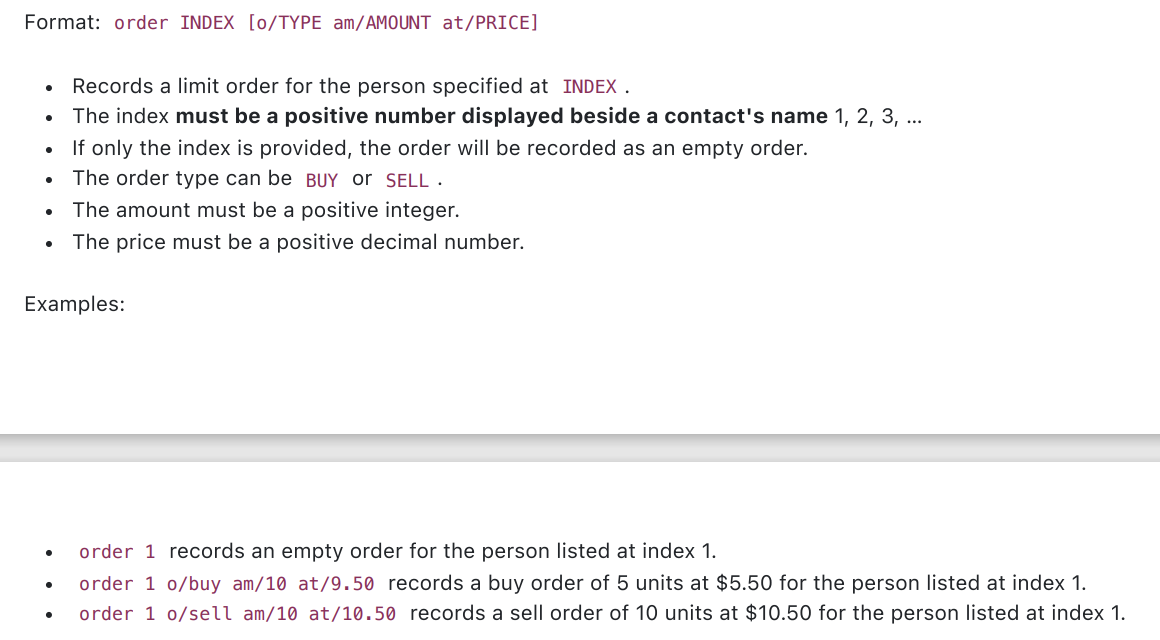 Format: order INDEX [o/TYPE am/AMOUNT at/PRICE]
• Records a limit order for the person specified at INDEX .
• The index must be a positive number displayed beside a contact's name 1, 2, 3, ...
• If only the index is provided, the order will be recorded as an empty order.
• The order type can be BUY or SELL .
• The amount must be a positive integer.
• The price must be a positive decimal number.
Examples:
• order 1 records an empty order for the person listed at index 1.
• order 1 o/buy am/10 at/9.50 records a buy order of 5 units at $5.50 for the person listed at index 1.
• order 1 o/sell am/10 at/10.50 records a sell order of 10 units at $10.50 for the person listed at index 1.